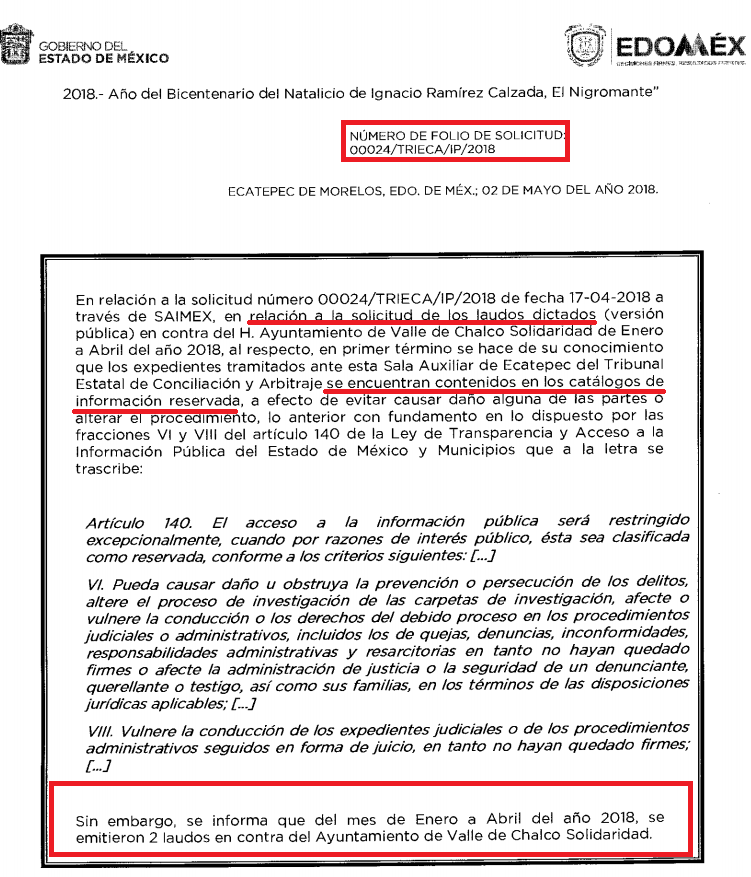 GOBIERNO DEL
ESTADO DE MÉXICO
EDOMÉX
DECISIONES FIRMES, RESULTADOS FUERTES.
2018.- Año del Bicentenario del Natalicio de Ignacio Ramírez Calzada, El Nigromante"
NÚMERO DE FOLIO DE SOLICITUD:
00024/TRIECA/IP/2018
ECATEPEC DE MORELOS, EDO. DE MÉX.; 02 DE MAYO DEL AÑO 2018.
En relación a la solicitud número 00024/TRIECA/IP/2018 de fecha 17-04-2018 a
través de SAIMEX, en relación a la solicitud de los laudos dictados (versión
pública) en contra del H. Ayuntamiento de Valle de Chalco Solidaridad de Enero
a Abril del año 2018, al respecto, en primer término se hace de su conocimiento
que los expedientes tramitados ante esta Sala Auxiliar de Ecatepec del Tribunal
Estatal de Conciliación y Arbitraje se encuentran contenidos en los catálogos de
información reservada, a efecto de evitar causar daño alguna de las partes o
alterar el procedimiento, lo anterior con fundamento en lo dispuesto por las
fracciones VI y VIII del artículo 140 de la Ley de Transparencia y Acceso a la
Información Pública del Estado de México y Municipios que a la letra se
trascribe:
Artículo 140. El acceso a la información pública será restringido
excepcionalmente, cuando por razones de interés público, ésta sea clasificada
como reservada, conforme a los criterios siguientes: [...]
VI. Pueda causar daño u obstruya la prevención o persecución de los delitos,
altere el proceso de investigación de las carpetas de investigación, afecte o
vulnere la conducción o los derechos del debido proceso en los procedimientos
judiciales o administrativos, incluidos los de quejas, denuncias, inconformidades,
responsabilidades administrativas y resarcitorias en tanto no hayan quedado
firmes o afecte la administración de justicia o la seguridad de un denunciante,
querellante o testigo, así como sus familias, en los términos de las disposiciones
jurídicas aplicables; [...]
VIII. Vulnere la conducción de los expedientes judiciales o de los procedimientos
administrativos seguidos en forma de juicio, en tanto no hayan quedado firmes;
[...]
Sin embargo, se informa que del mes de Enero a Abril del año 2018, se
emitieron 2 laudos en contra del Ayuntamiento de Valle de Chalco Solidaridad.